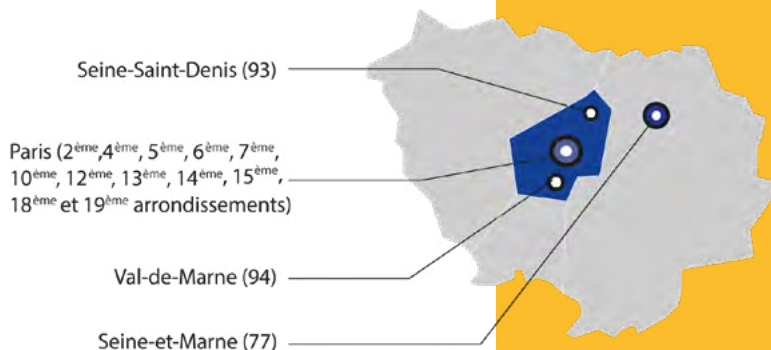 Seine-Saint-Denis (93)
Paris (2ème,4ème, 5ème, 6ème, 7ème,
10ème, 12ème, 13ème, 14ème, 15ème,
18ème et 19ème arrondissements)
Val-de-Marne (94)
Seine-et-Marne (77)